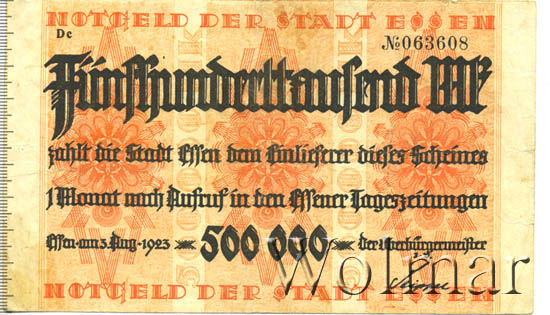 NOTGELD DER STADT ESSEN
Dc №063608
Fünfhunderttausend Mk
zahlt die Stadt Essen dem Einlieferer dieses Scheines
1 Monat nach Aufruf in den Essener Tageszeitungen
Essen-am 3. Aug-1923 500 000 der Oberbürgermeister
Wolmar
NOTGELD DER STADT ESSEN